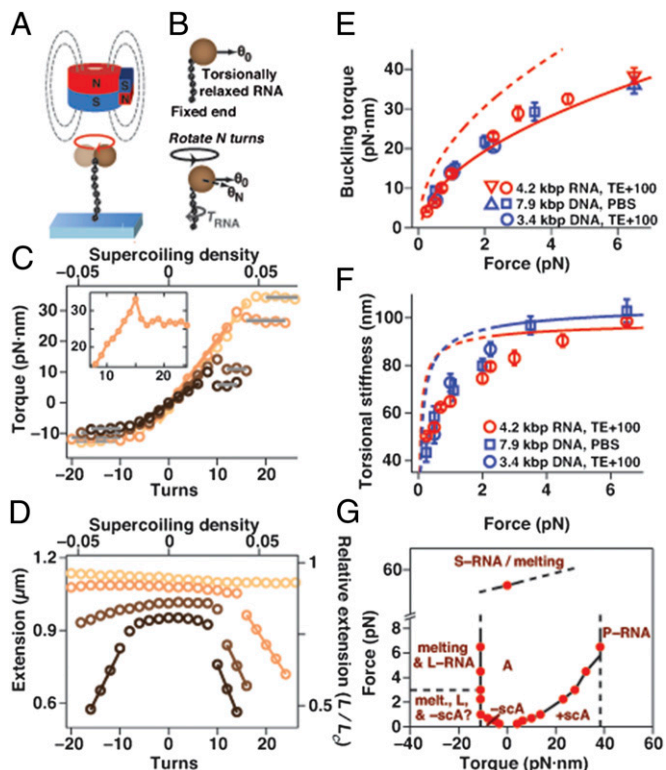 A
N
S
S
N
B
θ0
Torsionally
relaxed RNA
Fixed end
Rotate N turns
θ0
θN
τRNA
C
Supercoiling density
−0.05 0 0.05
Torque (pN·nm)
30
20
10
0
−10
30
20
10 15 20
−20 −10 0 10 20
Turns
D
Supercoiling density
−0.05 0 0.05
Extension (μm)
1.2
0.9
0.6
1
0.5
Relative extension (L / Lc)
−20 −10 0 10 20
Turns
E
Buckling torque
(pN·nm)
40
30
20
10
0
4.2 kbp RNA, TE+100
7.9 kbp DNA, PBS
3.4 kbp DNA, TE+100
0 2 4 6
Force (pN)
F
Torsional stiffness (nm)
100
80
60
40
4.2 kbp RNA, TE+100
7.9 kbp DNA, PBS
3.4 kbp DNA, TE+100
0 2 4 6
Force (pN)
G
S−RNA / melting
Force (pN)
60
8
6
4
2
0
P−RNA
melting
& L−RNA
A
melt., L,
& −scA?
−scA
+scA
−40 −20 0 20 40 60
Torque (pN·nm)